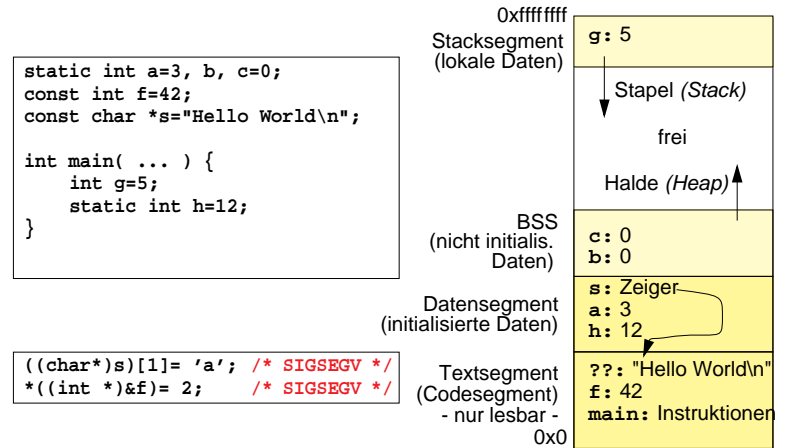 static int a=3, b, c=0;
const int f=42;
const char *s="Hello World\n";
int main( ... ) {
int g=5;
static int h=12;
}
((char*)s)[1]= ’a’; /* SIGSEGV */
*((int *)&f)= 2; /* SIGSEGV */
0xffffffff
Stacksegment
(lokale Daten)
g: 5
Stapel (Stack)
frei
Halde (Heap)
BSS
(nicht initialis.
Daten)
c: 0
b: 0
Datensegment
(initialisierte Daten)
s: Zeiger
a: 3
h: 12
Textsegment
(Codesegment)
- nur lesbar -
0x0
??: "Hello World\n"
f: 42
main: Instruktionen